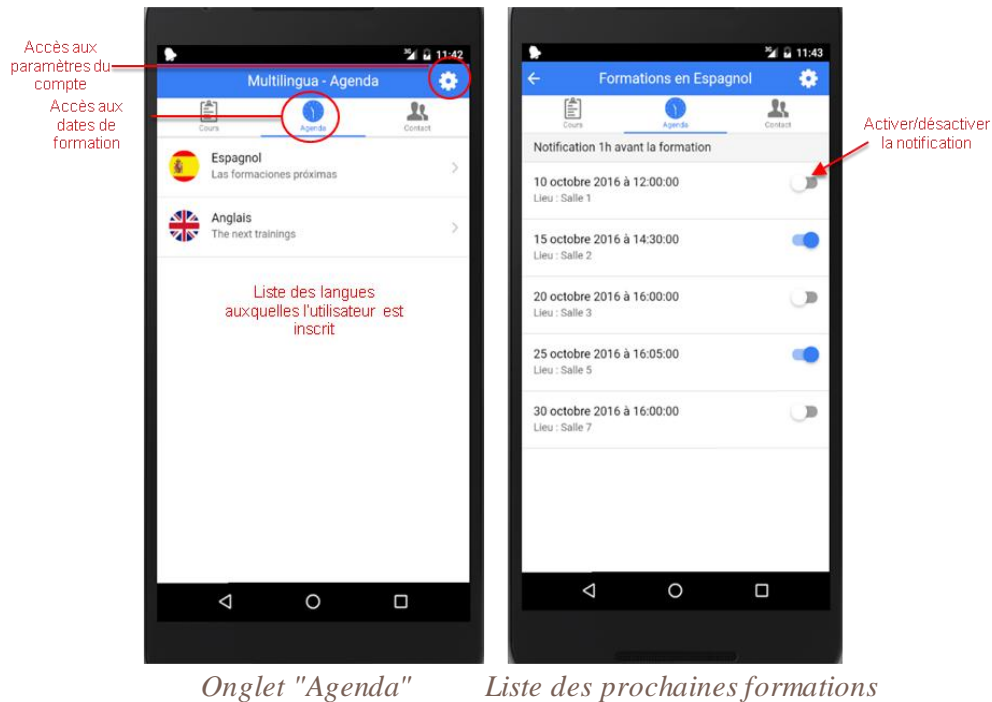 Accès aux
paramètres du
compte
Accès aux
dates de
formation
3G 11:42
Multilingua - Agenda
Cours
Agenda
Contact
Espagnol
Las formaciones próximas
Anglais
The next trainings
Liste des langues
auxquelles l'utilisateur est
inscrit
Onglet "Agenda"
3G 11:43
Formations en Espagnol
Cours
Agenda
Contact
Notification 1h avant la formation
10 octobre 2016 à 12:00:00
Lieu : Salle 1
15 octobre 2016 à 14:30:00
Lieu : Salle 2
20 octobre 2016 à 16:00:00
Lieu : Salle 3
25 octobre 2016 à 16:05:00
Lieu : Salle 5
30 octobre 2016 à 16:00:00
Lieu : Salle 7
Activer/désactiver
la notification
Liste des prochaines formations